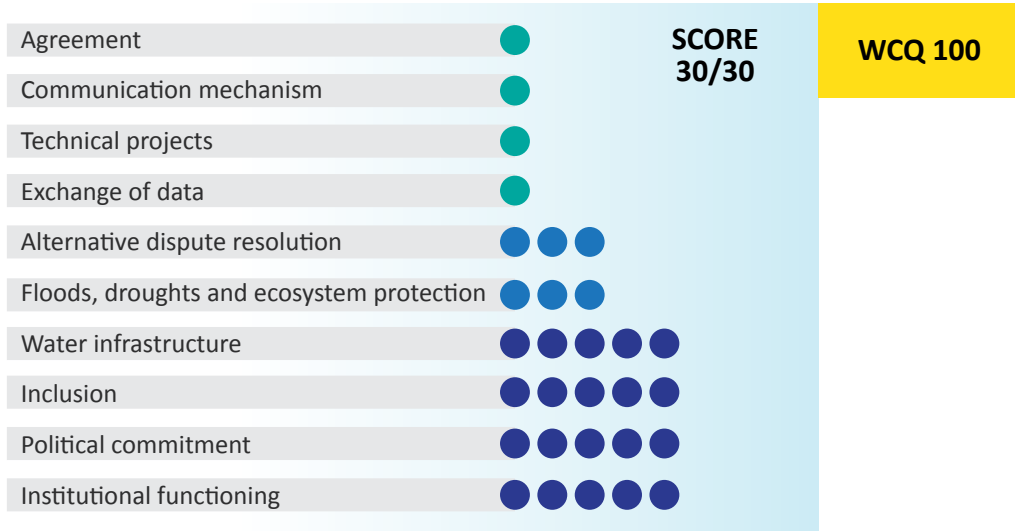 Agreement
Communication mechanism
Technical projects
Exchange of data
Alternative dispute resolution
Floods, droughts and ecosystem protection
Water infrastructure
Inclusion
Political commitment
Institutional functioning
SCORE
30/30
WCQ 100